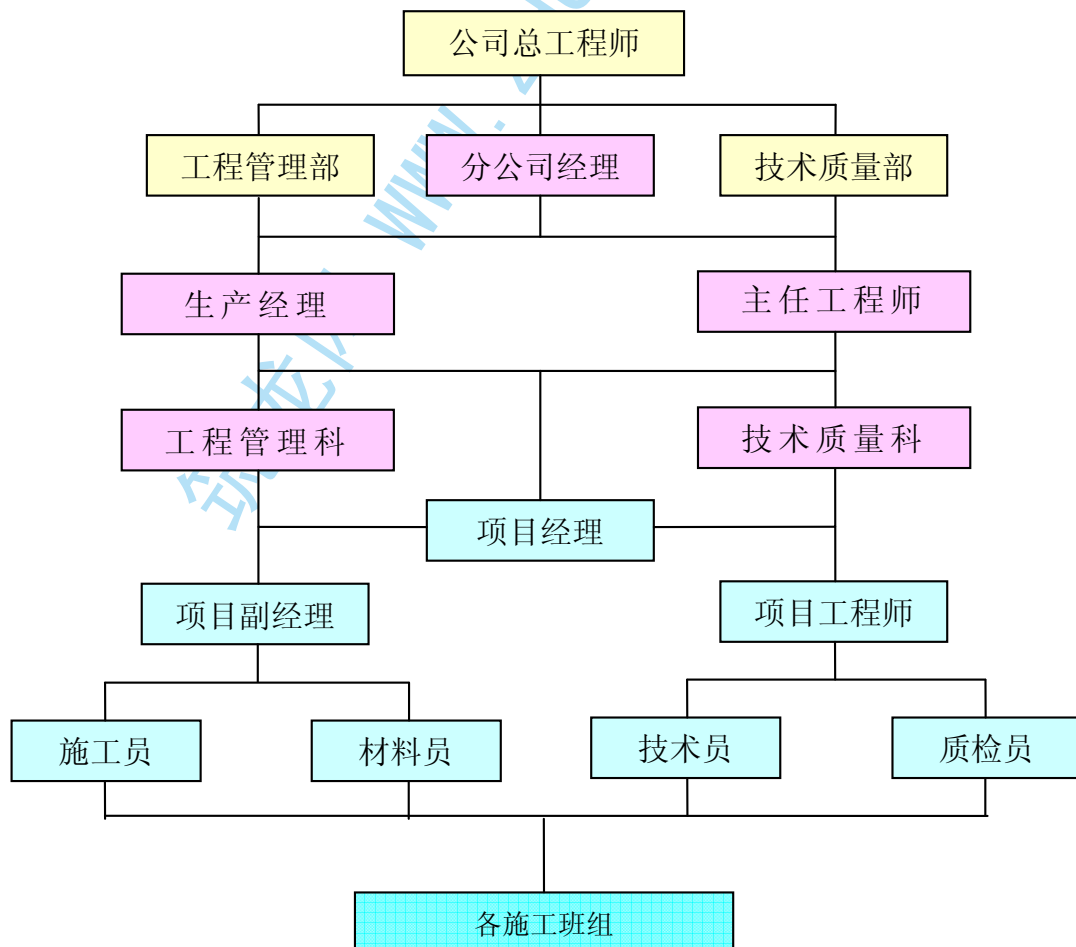 公司总工程师
工程管理部
分公司经理
技术质量部
生产经理
主任工程师
工程管理科
技术质量科
项目经理
项目副经理
项目工程师
施工员
材料员
技术员
质检员
各施工班组